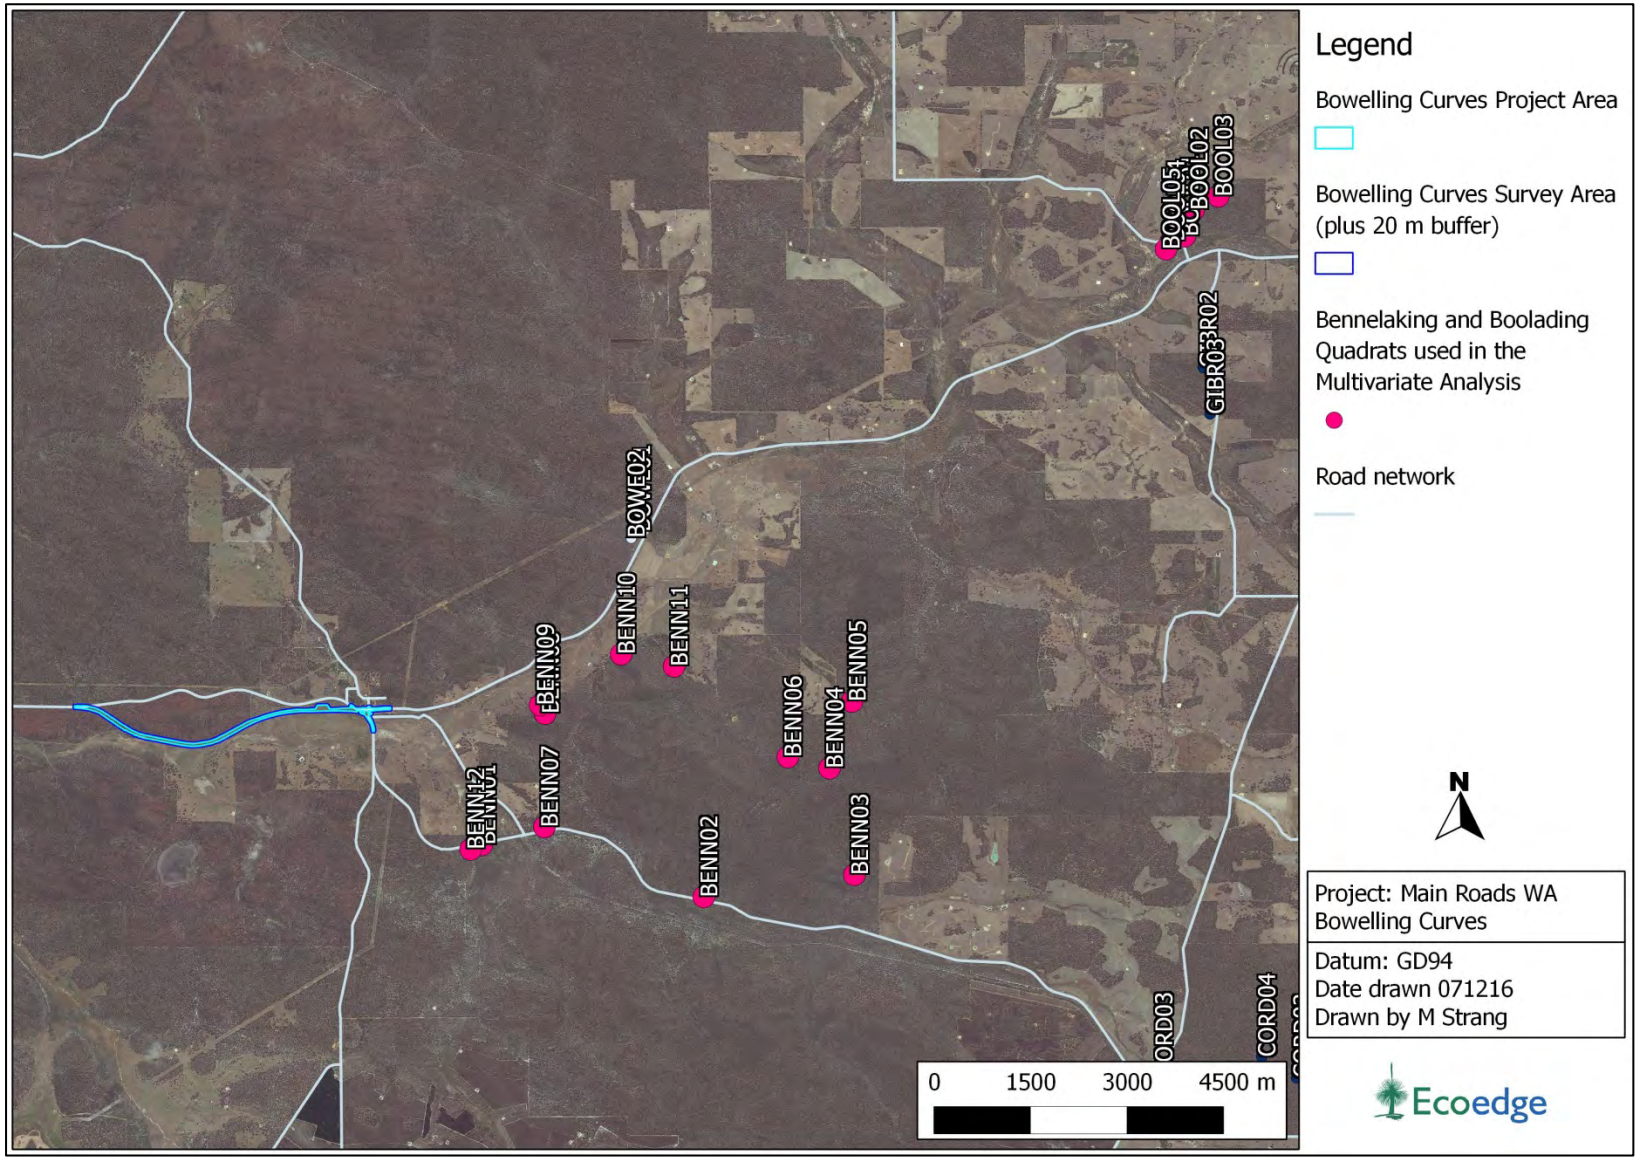 Legend
Bowelling Curves Project Area
Bowelling Curves Survey Area
(plus 20 m buffer)
Bennelaking and Boolading
Quadrats used in the
Multivariate Analysis
Road network
N
Project: Main Roads WA
Bowelling Curves
Datum: GD94
Date drawn 071216
Drawn by M Strang
Ecoedge
BOOL03
BOOL02
BOOL05
GIBR02
GIBR03
BOWE02
BENN10
BENN11
BENN09
BENN05
BENN06
BENN04
BENN07
BENN12
BENN01
BENN02
BENN03
ORD03
CORD04
0 1500 3000 4500 m